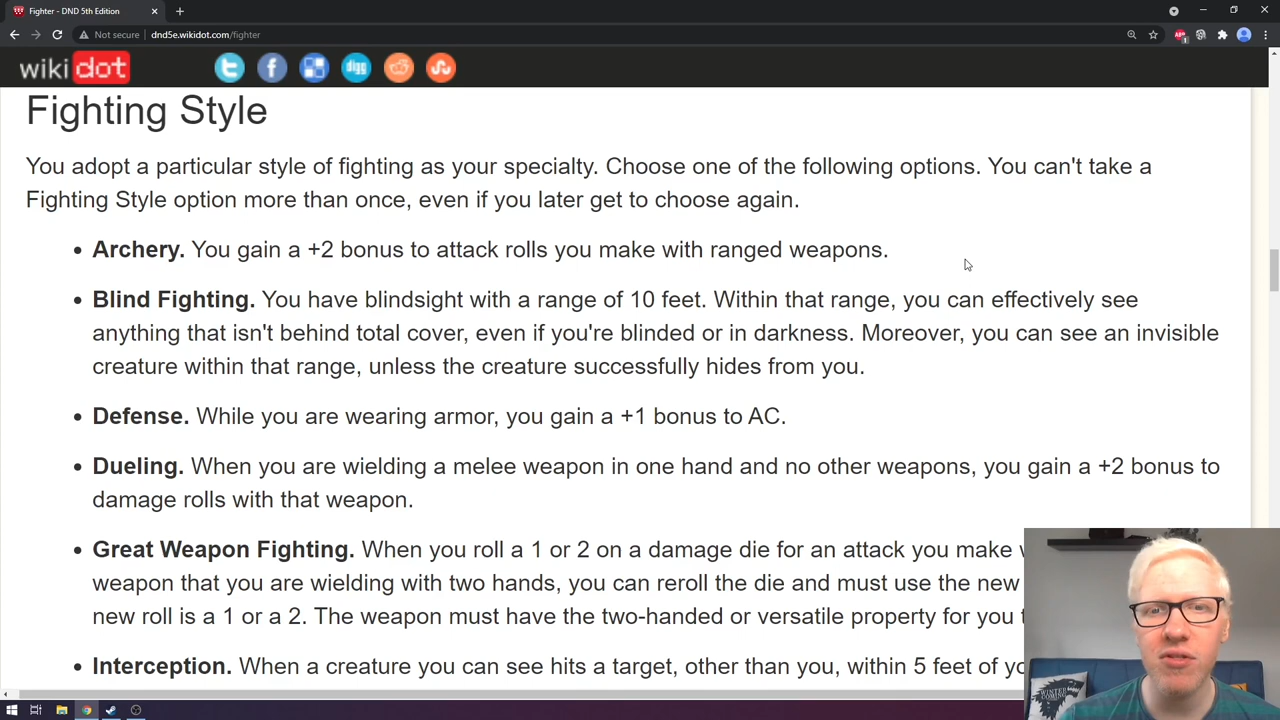 Fighter - DND 5th Edition
Not secure | dnd5e.wikidot.com/fighter
wiki dot
digg
Fighting Style
You adopt a particular style of fighting as your specialty. Choose one of the following options. You can't take a
Fighting Style option more than once, even if you later get to choose again.
• Archery. You gain a +2 bonus to attack rolls you make with ranged weapons.
• Blind Fighting. You have blindsight with a range of 10 feet. Within that range, you can effectively see
anything that isn't behind total cover, even if you're blinded or in darkness. Moreover, you can see an invisible
creature within that range, unless the creature successfully hides from you.
• Defense. While you are wearing armor, you gain a +1 bonus to AC.
• Dueling. When you are wielding a melee weapon in one hand and no other weapons, you gain a +2 bonus to
damage rolls with that weapon.
• Great Weapon Fighting. When you roll a 1 or 2 on a damage die for an attack you make
weapon that you are wielding with two hands, you can reroll the die and must use the new
new roll is a 1 or a 2. The weapon must have the two-handed or versatile property for you
• Interception. When a creature you can see hits a target, other than you, within 5 feet of
WINTER
COMING